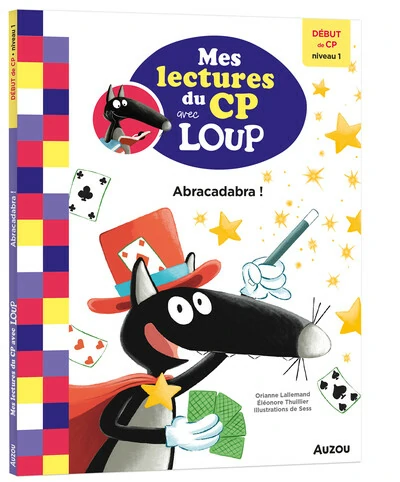 DÉBUT de CP • niveau 1
Abracadabra !
Mes lectures du CP avec LOUP
AUZOU
Mes
lectures
du CP
avec
LOUP
DÉBUT
de CP
niveau 1
Abracadabra !
Orianne Lallemand
Éléonore Thuillier
Illustrations de Sess
AUZOU